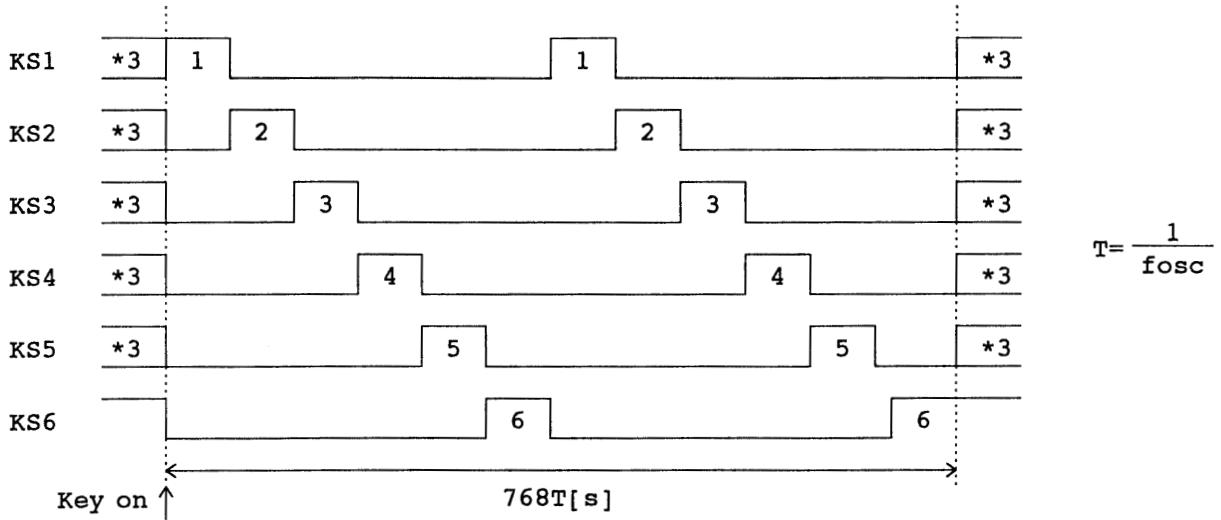 KS1 *3 1 1 *3
KS2 *3 2 2 *3
KS3 *3 3 3 *3
T= 1
fosc
KS4 *3 4 4 *3
KS5 *3 5 5 *3
KS6 6 6
Key on 768T[s]